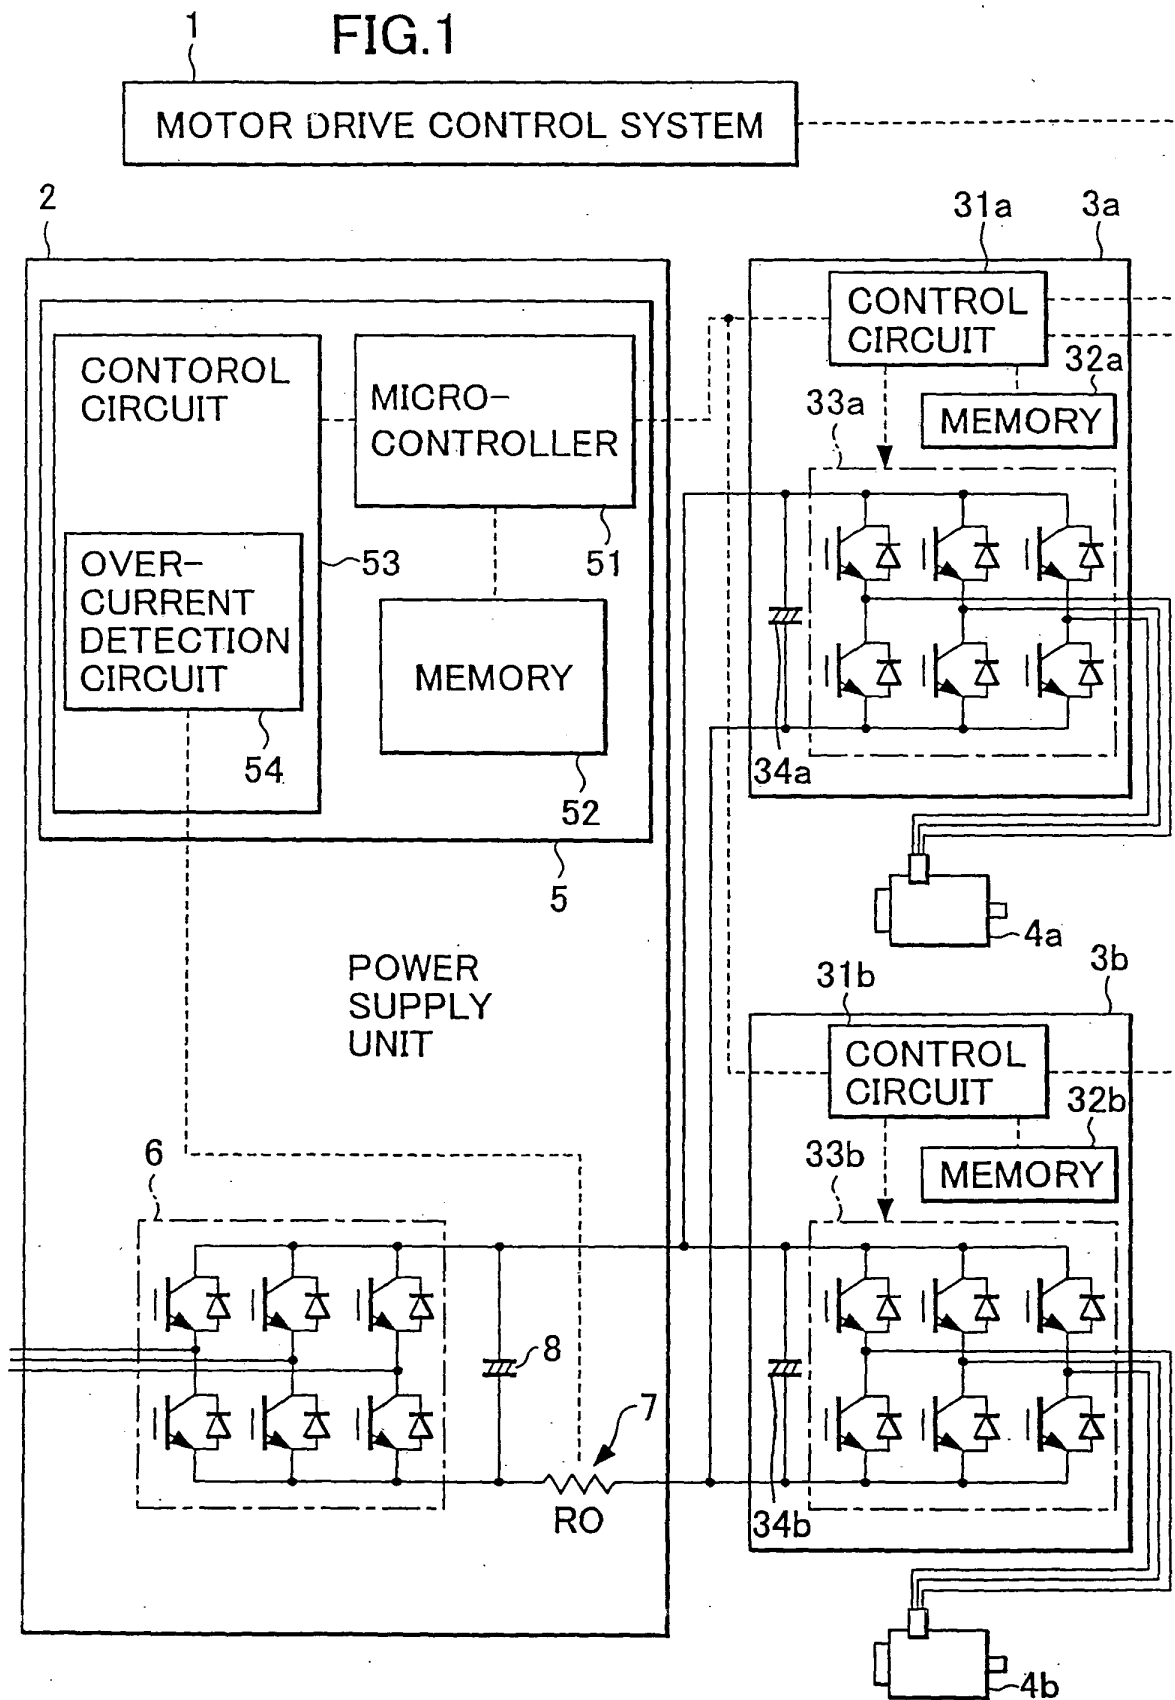 1
FIG.1
MOTOR DRIVE CONTROL SYSTEM
2
31a
3a
CONTROL
CIRCUIT
CONTOROL
CIRCUIT
MICRO-
CONTROLLER
32a
MEMORY
33a
OVER-
CURRENT
DETECTION
CIRCUIT
53
51
MEMORY
54
52
34a
5
4a
POWER
SUPPLY
UNIT
31b
3b
CONTROL
CIRCUIT
32b
MEMORY
33b
6
8
7
RO
34b
4b